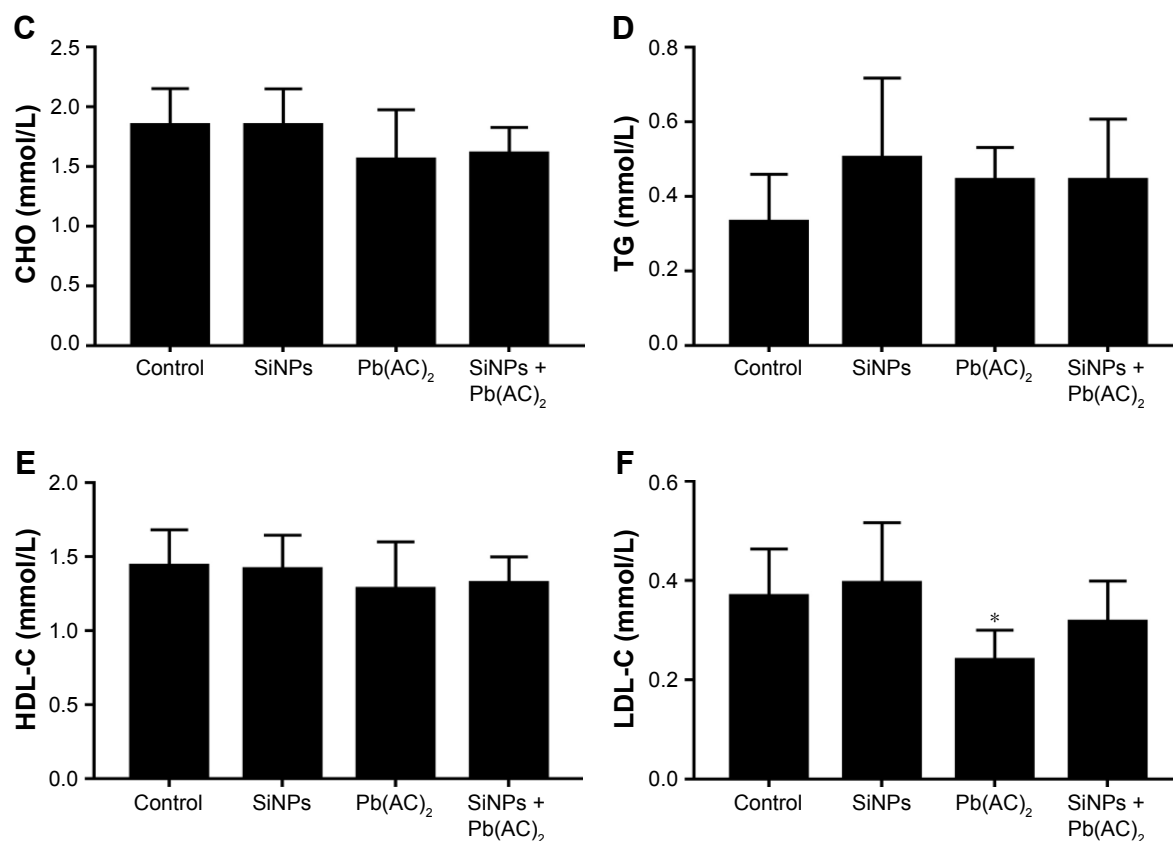 C
CHO (mmol/L)
2.5
2.0
1.5
1.0
0.5
0.0
Control
SiNPs
Pb(AC)₂
SiNPs +
Pb(AC)₂
D
TG (mmol/L)
0.8
0.6
0.4
0.2
0.0
Control
SiNPs
Pb(AC)₂
SiNPs +
Pb(AC)₂
E
HDL-C (mmol/L)
2.0
1.5
1.0
0.5
0.0
Control
SiNPs
Pb(AC)₂
SiNPs +
Pb(AC)₂
F
LDL-C (mmol/L)
0.6
0.4
0.2
0.0
*
Control
SiNPs
Pb(AC)₂
SiNPs +
Pb(AC)₂